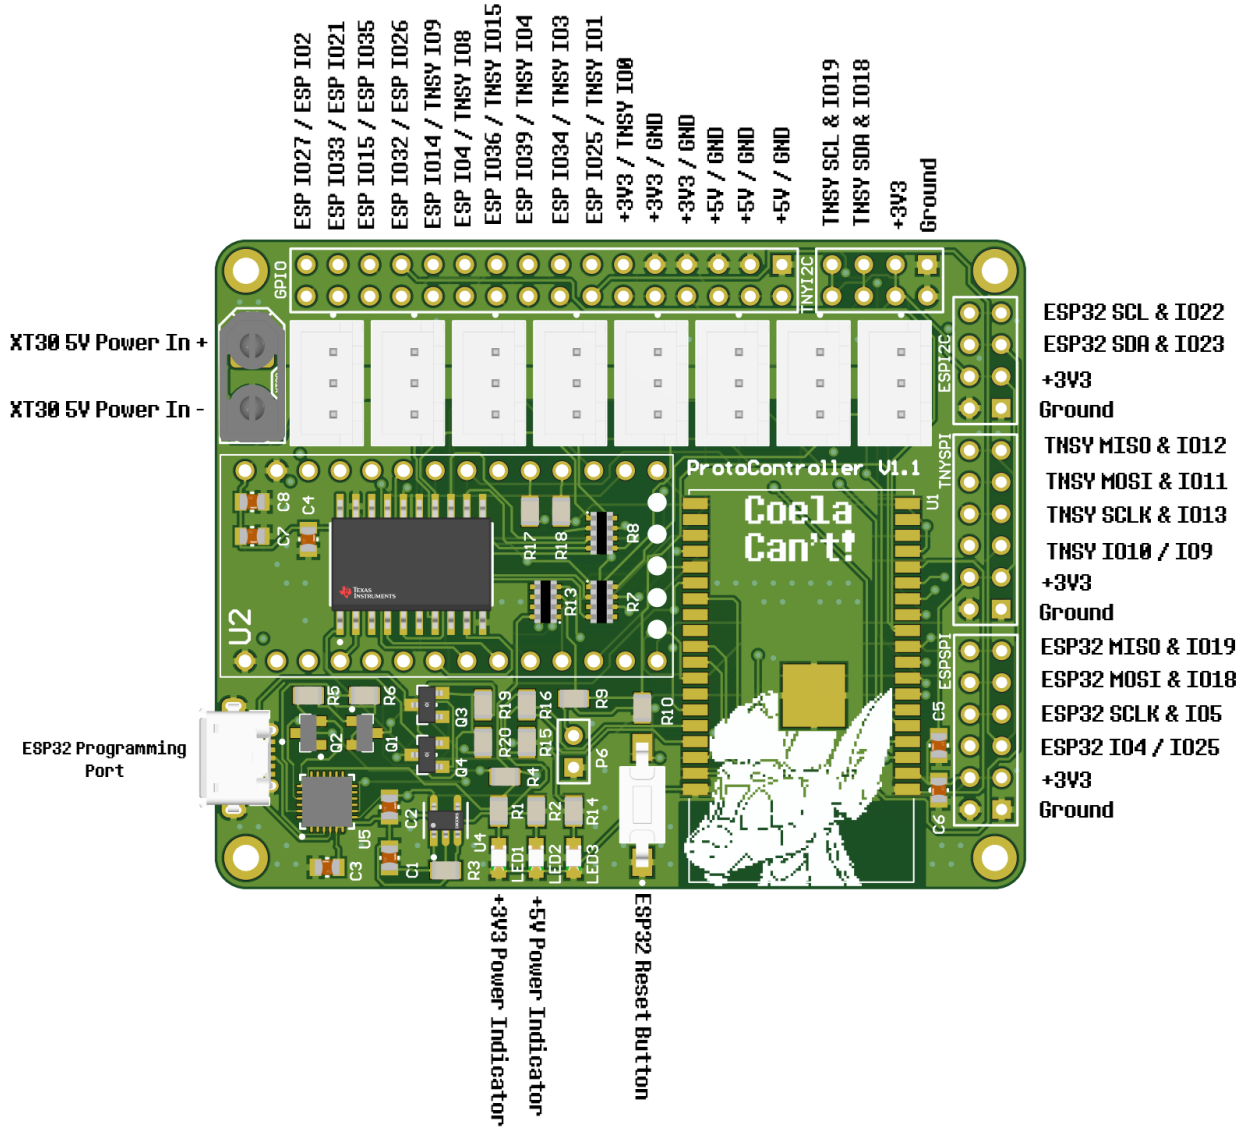 ESP IO27 / ESP IO2
ESP IO33 / ESP IO21
ESP IO15 / ESP IO35
ESP IO32 / ESP IO26
ESP IO14 / TNSY IO9
ESP IO4 / TNSY IO8
ESP IO36 / TNSY IO15
ESP IO39 / TNSY IO4
ESP IO34 / TNSY IO3
ESP IO25 / TNSY IO1
+3V3 / TNSY IO0
+3V3 / GND
+3V3 / GND
+5V / GND
+5V / GND
+5V / GND
TNSY SCL & IO19
TNSY SDA & IO18
+3V3
Ground
GPIO
TNYI2C
XT30 5V Power In +
XT30 5V Power In -
ESPI2C
ESP32 SCL & IO22
ESP32 SDA & IO23
+3V3
Ground
TNYSPI
TNSY MISO & IO12
TNSY MOSI & IO11
TNSY SCLK & IO13
TNSY IO10 / IO9
+3V3
Ground
ESPSPI
ESP32 MISO & IO19
ESP32 MOSI & IO18
ESP32 SCLK & IO5
ESP32 IO4 / IO25
+3V3
Ground
ProtoController V1.1
U1
Coela
Can't!
C8
C7
C4
TEXAS
INSTRUMENTS
R17
R18
R8
R13
R7
U2
R5
R6
Q2
Q1
Q3
Q4
R19
R16
R20
R15
R9
R10
R4
P6
C5
C6
ESP32 Programming
Port
U5
C2
C3
C1
U4
R3
R1
R2
R14
LED1
LED2
LED3
+3V3 Power Indicator
+5V Power Indicator
ESP32 Reset Button